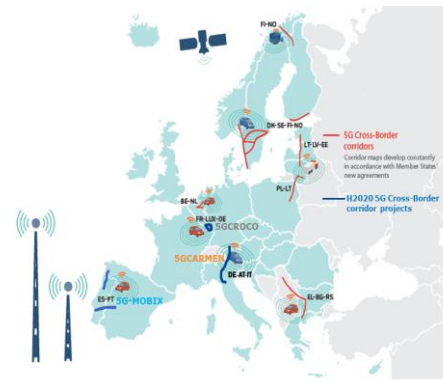 FI-NO
DK-SE-FI-NO
5G Cross-Border
corridors
Corridor maps develop constantly
in accordance with Member States'
new agreements
LT-LV-EE
PL-LT
H2020 5G Cross-Border
corridor projects
BE-NL
FR-LUX-DE
5GCROCO
5GCARMEN
DE-AT-IT
ES-PT
5G-MOBIX
EL-BG-RS